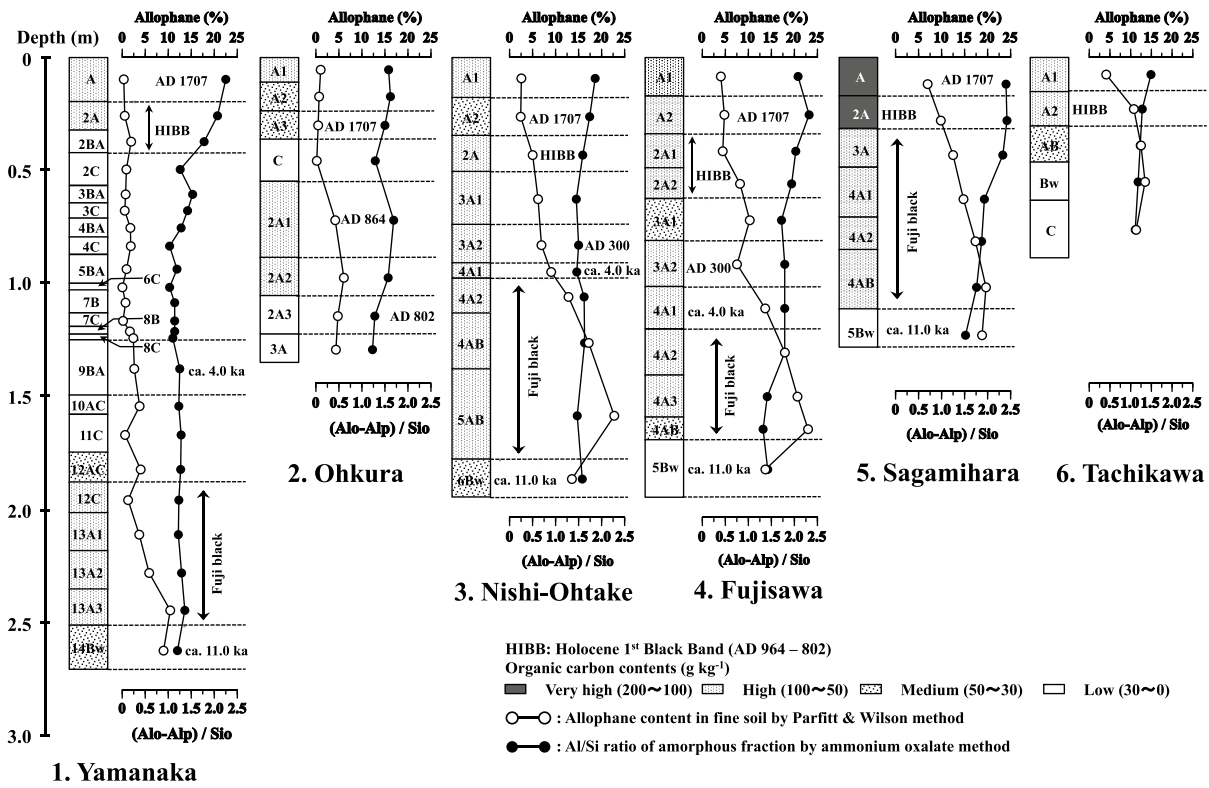 Allophane (%)
0 5 10 15 20 25
Allophane (%)
0 5 10 15 20 25
Allophane (%)
0 5 10 15 20 25
Allophane (%)
0 5 10 15 20 25
Allophane (%)
0 5 10 15 20 25
Allophane (%)
0 5 10 15 20 25
Depth (m)
0
0.5
1.0
1.5
2.0
2.5
3.0
A
2A
2BA
2C
3BA
3C
4BA
4C
5BA
6C
7B
7C
8B
8C
9BA
10AC
11C
12AC
12C
13A1
13A2
13A3
14Bw
AD 1707
HIBB
ca. 4.0 ka
Fuji black
ca. 11.0 ka
0 0.5 1.0 1.5 2.0 2.5
(Alo-Alp) / Sio
1. Yamanaka
A1
A2
A3
C
2A1
2A2
2A3
3A
AD 1707
AD 864
AD 802
0 0.5 1.0 1.5 2.0 2.5
(Alo-Alp) / Sio
2. Ohkura
A1
A2
2A
3A1
3A2
4A1
4A2
4AB
5AB
6Bw
AD 1707
HIBB
AD 300
ca. 4.0 ka
Fuji black
ca. 11.0 ka
0 0.5 1.0 1.5 2.0 2.5
(Alo-Alp) / Sio
3. Nishi-Ohtake
A1
A2
2A1
2A2
3A1
3A2
4A1
4A2
4A3
4AB
5Bw
AD 1707
HIBB
AD 300
ca. 4.0 ka
Fuji black
ca. 11.0 ka
0 0.5 1.0 1.5 2.0 2.5
(Alo-Alp) / Sio
4. Fujisawa
A
2A
3A
4A1
4A2
4AB
5Bw
AD 1707
HIBB
Fuji black
ca. 11.0 ka
0 0.5 1.0 1.5 2.0 2.5
(Alo-Alp) / Sio
5. Sagamihara
A1
A2
AB
Bw
C
HIBB
0 0.5 1.0 1.5 2.0 2.5
(Alo-Alp) / Sio
6. Tachikawa
HIBB: Holocene 1st Black Band (AD 964 – 802)
Organic carbon contents (g kg-1)
Very high (200〜100) High (100〜50) Medium (50〜30) Low (30〜0)
: Allophane content in fine soil by Parfitt & Wilson method
: Al/Si ratio of amorphous fraction by ammonium oxalate method